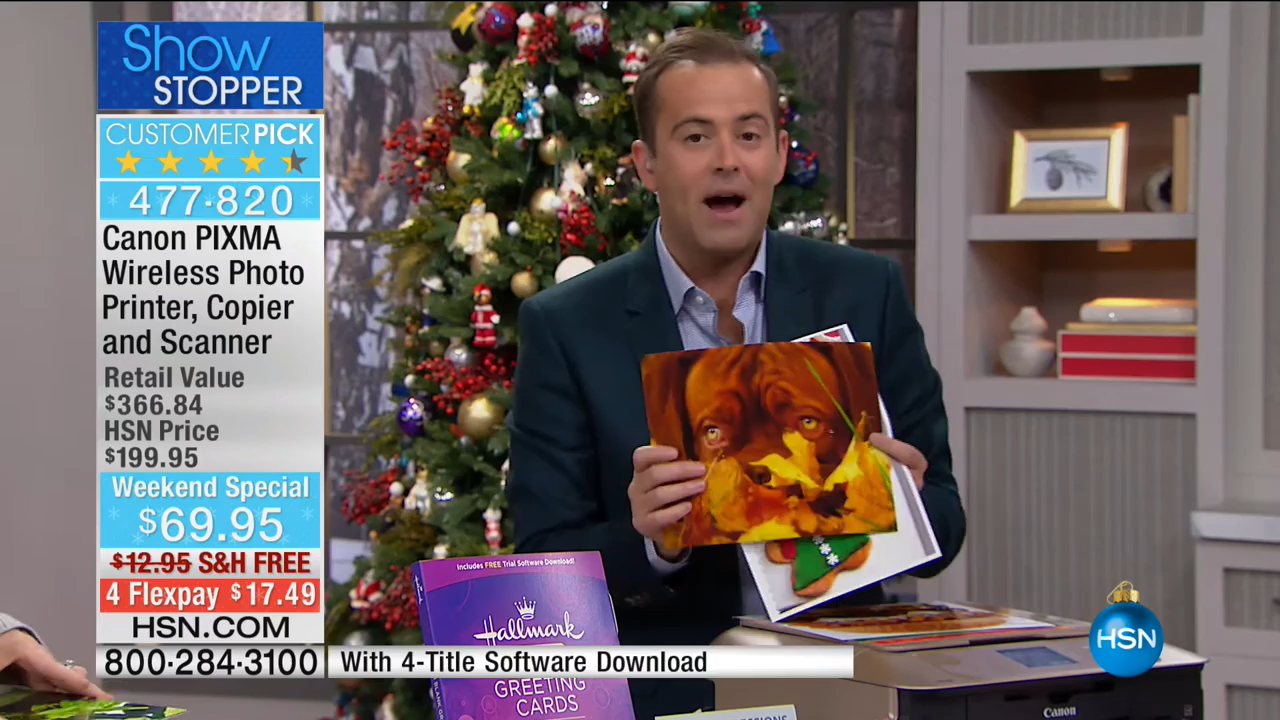 Show
STOPPER
CUSTOMER PICK
477-820
Canon PIXMA
Wireless Photo
Printer, Copier
and Scanner
Retail Value
$366.84
HSN Price
$199.95
Weekend Special
$69.95
$12.95 S&H FREE
4 Flexpay $17.49
HSN.COM
800-284-3100
With 4-Title Software Download
Includes FREE Trial Software Download!
Hallmark
GREETING
CARDS
HSN
Canon